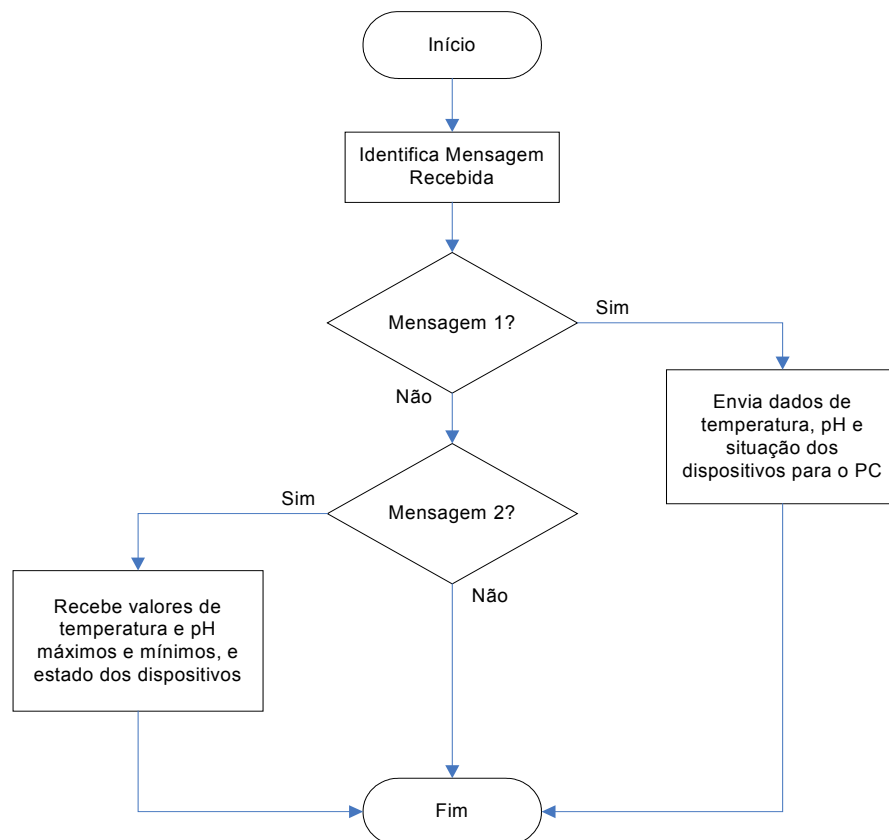 Início
Identifica Mensagem
Recebida
Mensagem 1?
Sim
Não
Envia dados de
temperatura, pH e
situação dos
dispositivos para o PC
Mensagem 2?
Sim
Não
Recebe valores de
temperatura e pH
máximos e mínimos, e
estado dos dispositivos
Fim